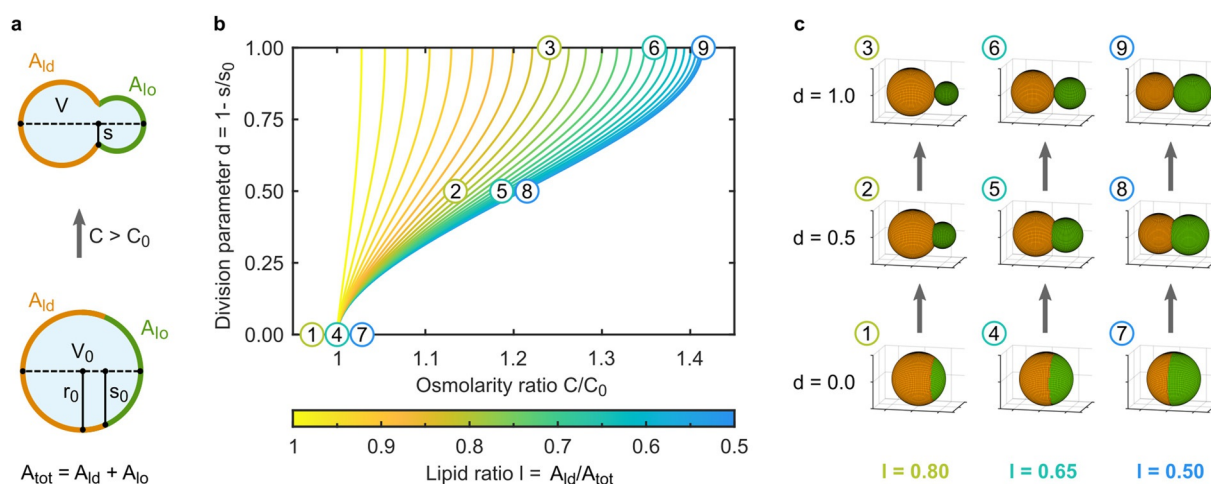 a
A_ld
A_lo
V
s
C > C_0
A_ld
A_lo
V_0
r_0
s_0
A_tot = A_ld + A_lo
b
Division parameter d = 1- s/s_0
1.00
0.75
0.50
0.25
0.00
3
6
9
2
5
8
1
4
7
1
1.1
1.2
1.3
1.4
Osmolarity ratio C/C_0
1
0.9
0.8
0.7
0.6
0.5
Lipid ratio l = A_ld/A_tot
c
3
6
9
d = 1.0
2
5
8
d = 0.5
1
4
7
d = 0.0
l = 0.80
l = 0.65
l = 0.50